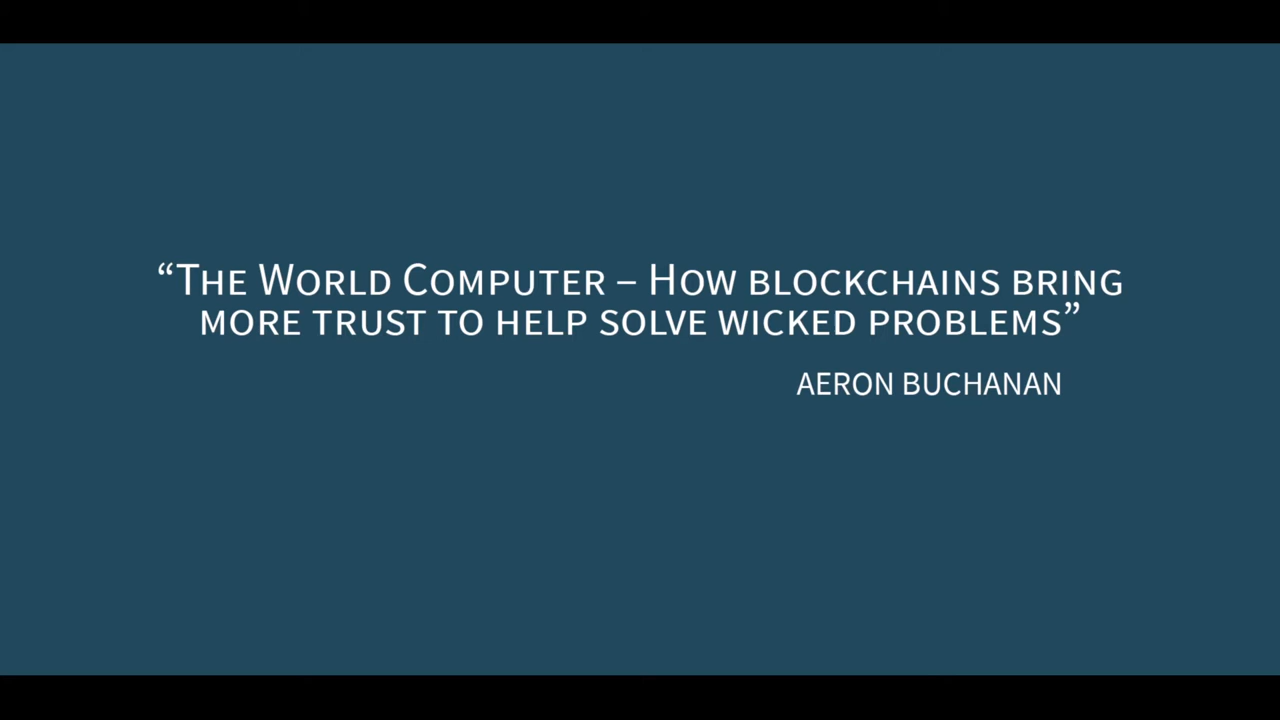 “The World Computer – How blockchains bring
more trust to help solve wicked problems”
AERON BUCHANAN